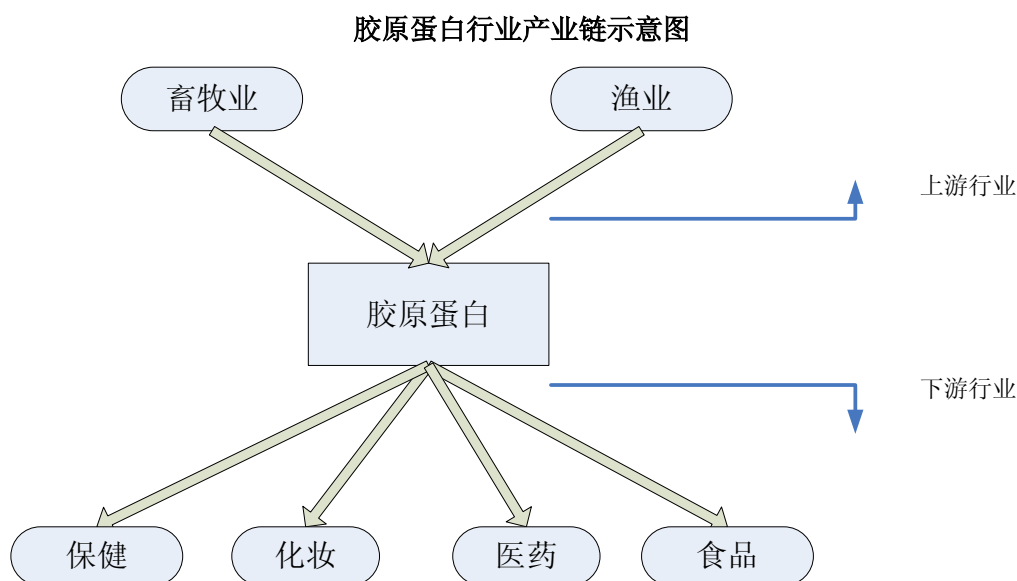 胶原蛋白行业产业链示意图
畜牧业
渔业
上游行业
胶原蛋白
下游行业
保健
化妆
医药
食品